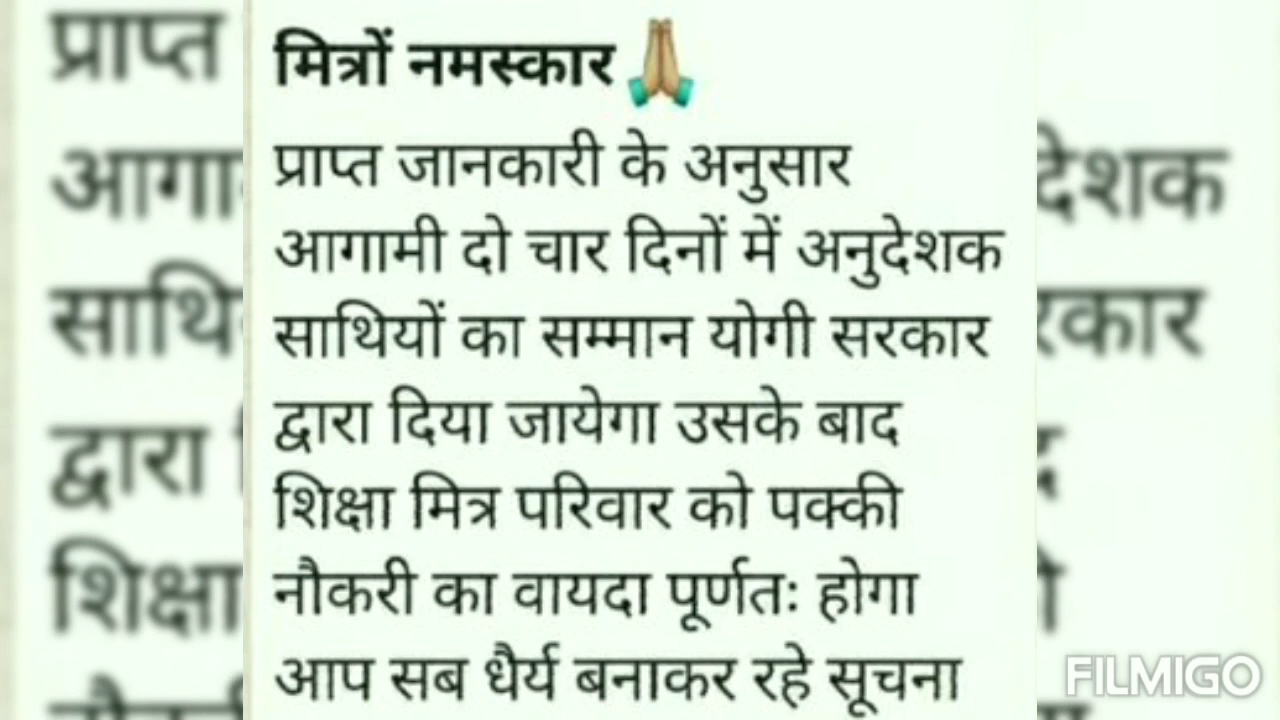 मित्रों नमस्कार🙏🏽
प्राप्त जानकारी के अनुसार
आगामी दो चार दिनों में अनुदेशक
साथियों का सम्मान योगी सरकार
द्वारा दिया जायेगा उसके बाद
शिक्षा मित्र परिवार को पक्की
नौकरी का वायदा पूर्णतः होगा
आप सब धैर्य बनाकर रहे सूचना
FILMIGO